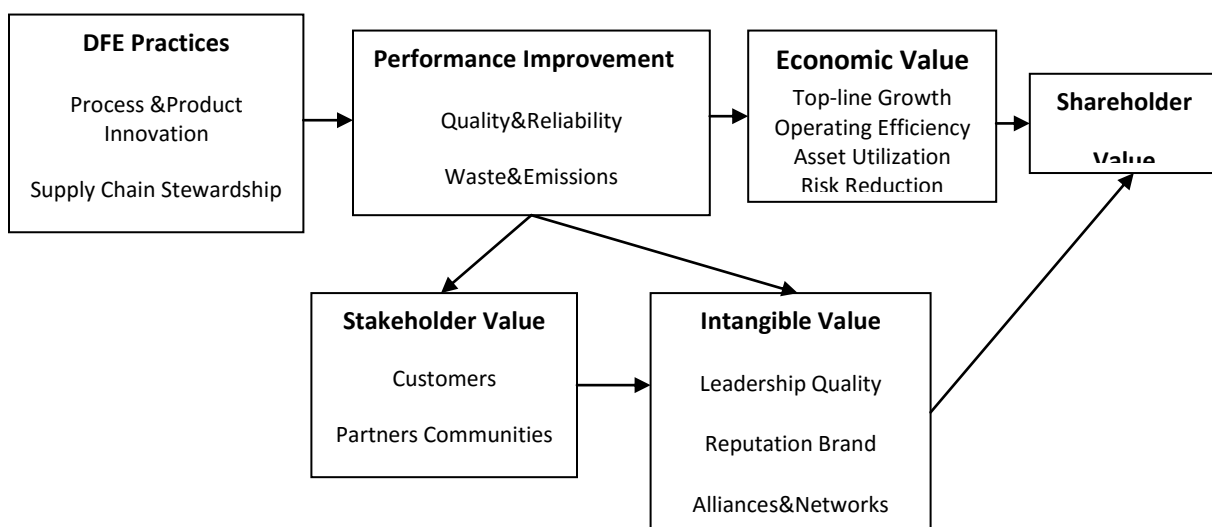 DFE Practices
Process &Product
Innovation
Supply Chain Stewardship
Performance Improvement
Quality&Reliability
Waste&Emissions
Economic Value
Top-line Growth
Operating Efficiency
Asset Utilization
Risk Reduction
Shareholder
Value
Stakeholder Value
Customers
Partners Communities
Intangible Value
Leadership Quality
Reputation Brand
Alliances&Networks